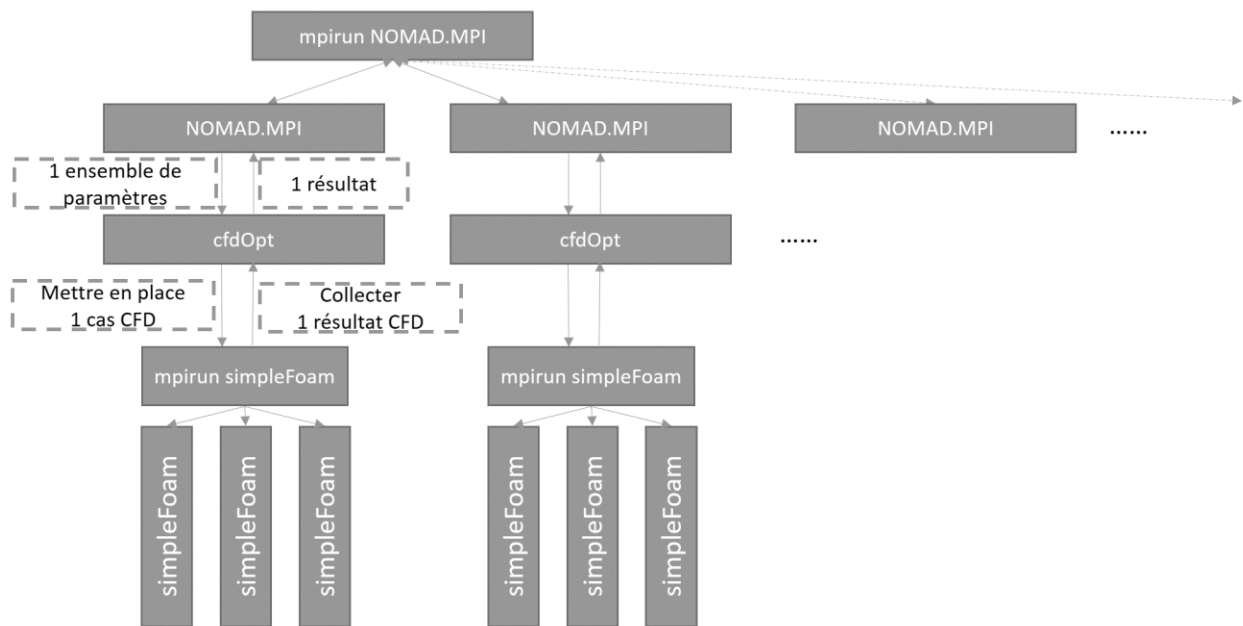 mpirun NOMAD.MPI
NOMAD.MPI
NOMAD.MPI
NOMAD.MPI
......
1 ensemble de
paramètres
1 résultat
cfdOpt
cfdOpt
......
Mettre en place
1 cas CFD
Collecter
1 résultat CFD
mpirun simpleFoam
mpirun simpleFoam
simpleFoam
simpleFoam
simpleFoam
simpleFoam
simpleFoam
simpleFoam